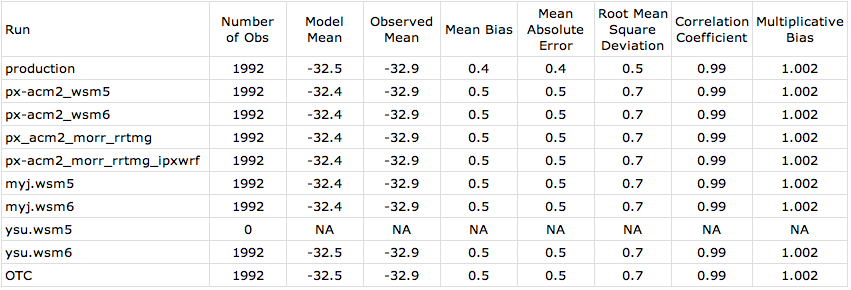 Run Number of Obs Model Mean Observed Mean Mean Bias Mean Absolute Error Root Mean Square Deviation Correlation Coefficient Multiplicative Bias
production 1992 -32.5 -32.9 0.4 0.4 0.5 0.99 1.002
px-acm2_wsm5 1992 -32.4 -32.9 0.5 0.5 0.7 0.99 1.002
px-acm2_wsm6 1992 -32.4 -32.9 0.5 0.5 0.7 0.99 1.002
px_acm2_morr_rrtmg 1992 -32.4 -32.9 0.5 0.5 0.7 0.99 1.002
px-acm2_morr_rrtmg_ipxwrf 1992 -32.4 -32.9 0.5 0.5 0.7 0.99 1.002
myj.wsm5 1992 -32.4 -32.9 0.5 0.5 0.7 0.99 1.002
myj.wsm6 1992 -32.4 -32.9 0.5 0.5 0.7 0.99 1.002
ysu.wsm5 0 NA NA NA NA NA NA NA
ysu.wsm6 1992 -32.5 -32.9 0.5 0.5 0.7 0.99 1.002
OTC 1992 -32.5 -32.9 0.5 0.5 0.7 0.99 1.002